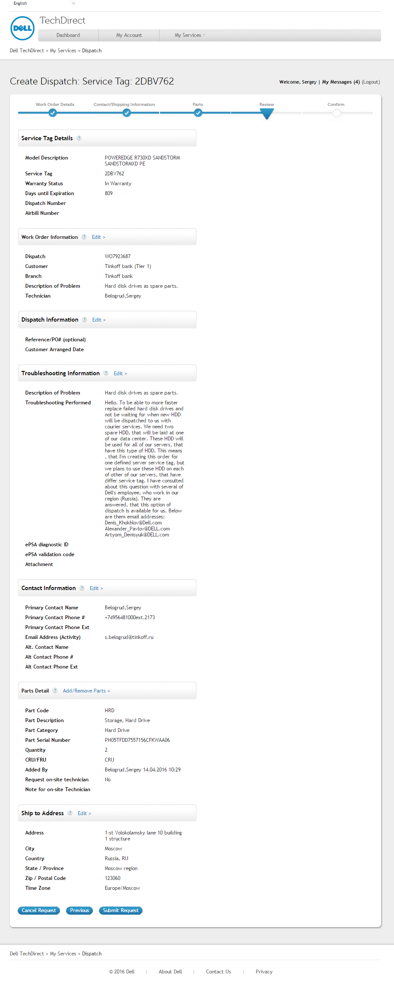 English
DELL
TechDirect
Dashboard
My Account
My Services
Dell TechDirect > My Services > Dispatch
Create Dispatch: Service Tag: 2DBV762
Welcome, Sergey | My Messages (4) (Logout)
Work Order Details
Contact/Shipping Information
Parts
Review
Confirm
Service Tag Details ?
Model Description POWEREDGE R730XD SANDSTORM
SANDSTORMXD PE
Service Tag 2DBV762
Warranty Status In Warranty
Days until Expiration 809
Dispatch Number
Airbill Number
Work Order Information ? Edit >
Dispatch WO7923687
Customer Tinkoff bank (Tier 1)
Branch Tinkoff bank
Description of Problem Hard disk drives as spare parts.
Technician Belogrud,Sergey
Dispatch Information ? Edit >
Reference/PO# (optional)
Customer Arranged Date
Troubleshooting Information ? Edit >
Description of Problem Hard disk drives as spare parts.
Troubleshooting Performed Hello. To be able to more faster
replace failed hard disk drives and
not be waiting for when new HDD
will be dispatched to us with
courier services. We need two
spare HDD, that will be laid at one
of our data center. These HDD will
be used for all of our servers, that
have this type of HDD. This means
, that I'm creating this order for
one defined server service tag, but
we plans to use these HDD on each
of other of our servers, that have
differ service tag. I have consulted
about this question with several of
Dell's employee, who work in our
region (Russia). They are
answered, that this option of
dispatch is available for us. Below
are them email addresses:
Denis_Khokhlov@Dell.com
Alexander_Pavlov@DELL.com
Artyom_Denisyuk@DELL.com
ePSA diagnostic ID
ePSA validation code
Attachment
Contact Information ? Edit >
Primary Contact Name Belogrud,Sergey
Primary Contact Phone # +74956481000ext.2173
Primary Contact Phone Ext
Email Address (Activity) s.belogrud@tinkoff.ru
Alt. Contact Name
Alt Contact Phone #
Alt Contact Phone Ext
Parts Detail ? Add/Remove Parts >
Part Code HRD
Part Description Storage, Hard Drive
Part Category Hard Drive
Part Serial Number PH05TFDD7557156CFKWAA06
Quantity 2
CRU/FRU CRU
Added By Belogrud,Sergey 14.04.2016 10:29
Request on-site technician No
Note for on-site Technician
Ship to Address ? Edit >
Address 1-st Volokolamsky lane 10 building
1 structure
City Moscow
Country Russia, RU
State / Province Moscow region
Zip / Postal Code 123060
Time Zone Europe/Moscow
Cancel Request
Previous
Submit Request
Dell TechDirect > My Services > Dispatch
© 2016 Dell | About Dell | Contact Us | Privacy